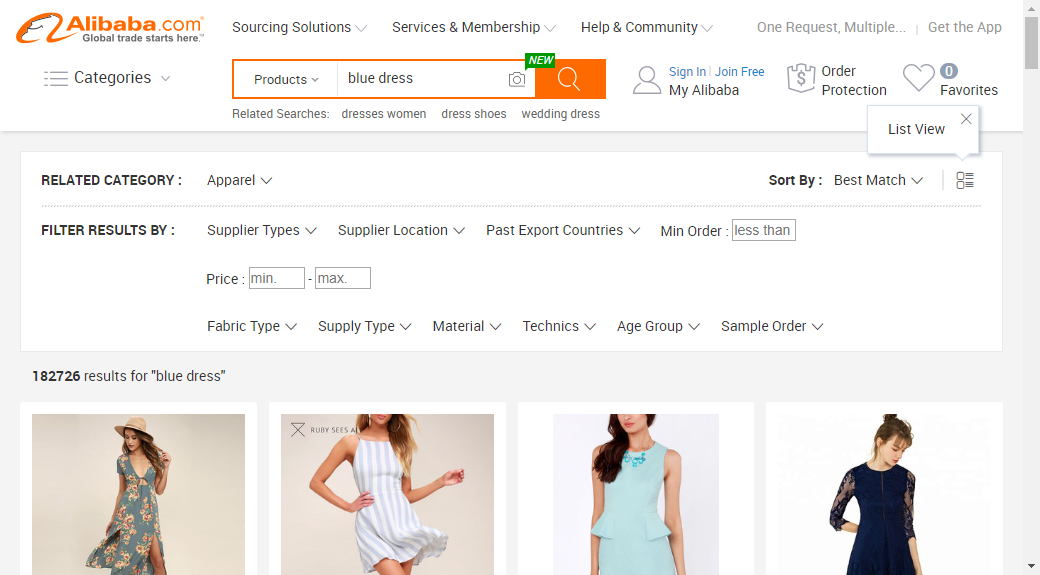 Alibaba.com
Global trade starts here.™
Sourcing Solutions
Services & Membership
Help & Community
One Request, Multiple...
Get the App
Categories
Products
blue dress
NEW
Sign In | Join Free
My Alibaba
Order
Protection
0
Favorites
Related Searches: dresses women dress shoes wedding dress
List View
RELATED CATEGORY :
Apparel
Sort By : Best Match
FILTER RESULTS BY :
Supplier Types
Supplier Location
Past Export Countries
Min Order : less than
Price : min. - max.
Fabric Type
Supply Type
Material
Technics
Age Group
Sample Order
182726 results for "blue dress"
RUBY SEES A